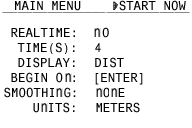 MAIN MENU ▶START NOW
REALTIME: NO
TIME(S): 4
DISPLAY: DIST
BEGIN ON: [ENTER]
SMOOTHING: NONE
UNITS: METERS